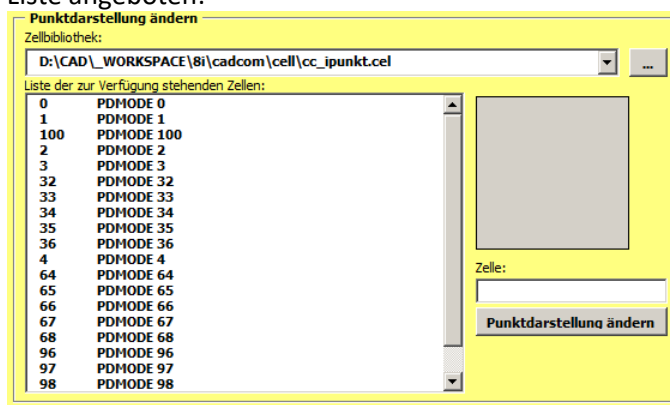 Liste angeboten:
Punktdarstellung ändern
Zellbibliothek:
D:\CAD\_WORKSPACE\8i\cadcom\cell\cc_ipunkt.cel
...
Liste der zur Verfügung stehenden Zellen:
0 PDMODE 0
1 PDMODE 1
100 PDMODE 100
2 PDMODE 2
3 PDMODE 3
32 PDMODE 32
33 PDMODE 33
34 PDMODE 34
35 PDMODE 35
36 PDMODE 36
4 PDMODE 4
64 PDMODE 64
65 PDMODE 65
66 PDMODE 66
67 PDMODE 67
68 PDMODE 68
96 PDMODE 96
97 PDMODE 97
98 PDMODE 98
Zelle:
Punktdarstellung ändern